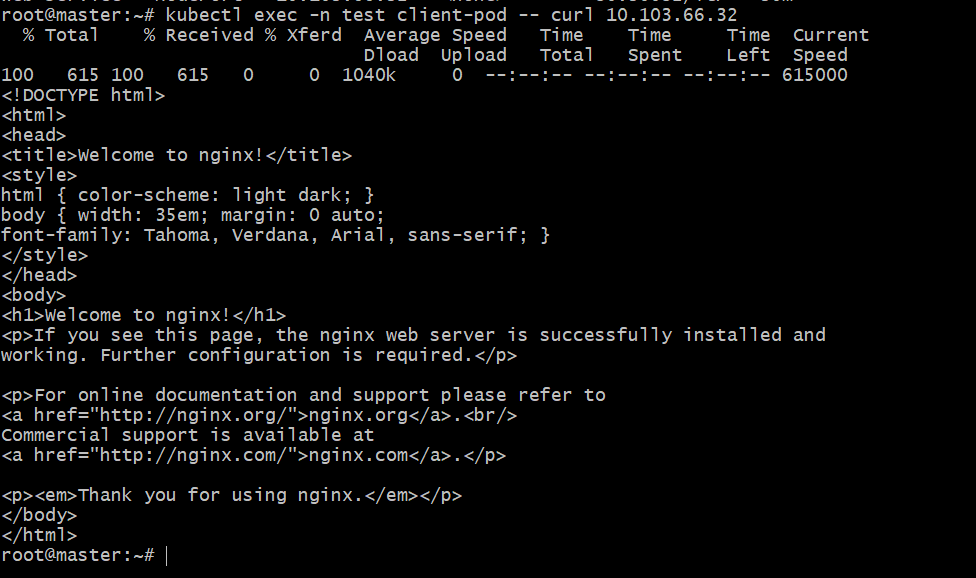 root@master:~# kubectl exec -n test client-pod -- curl 10.103.66.32
  % Total    % Received % Xferd  Average Speed   Time    Time     Time  Current
                                 Dload  Upload   Total   Spent    Left  Speed
100   615 100   615   0     0  1040k     0  --:--:-- --:--:-- --:--:-- 615000
<!DOCTYPE html>
<html>
<head>
<title>Welcome to nginx!</title>
<style>
html { color-scheme: light dark; }
body { width: 35em; margin: 0 auto;
font-family: Tahoma, Verdana, Arial, sans-serif; }
</style>
</head>
<body>
<h1>Welcome to nginx!</h1>
<p>If you see this page, the nginx web server is successfully installed and
working. Further configuration is required.</p>

<p>For online documentation and support please refer to
<a href="http://nginx.org/">nginx.org</a>.<br/>
Commercial support is available at
<a href="http://nginx.com/">nginx.com</a>.</p>

<p><em>Thank you for using nginx.</em></p>
</body>
</html>
root@master:~#